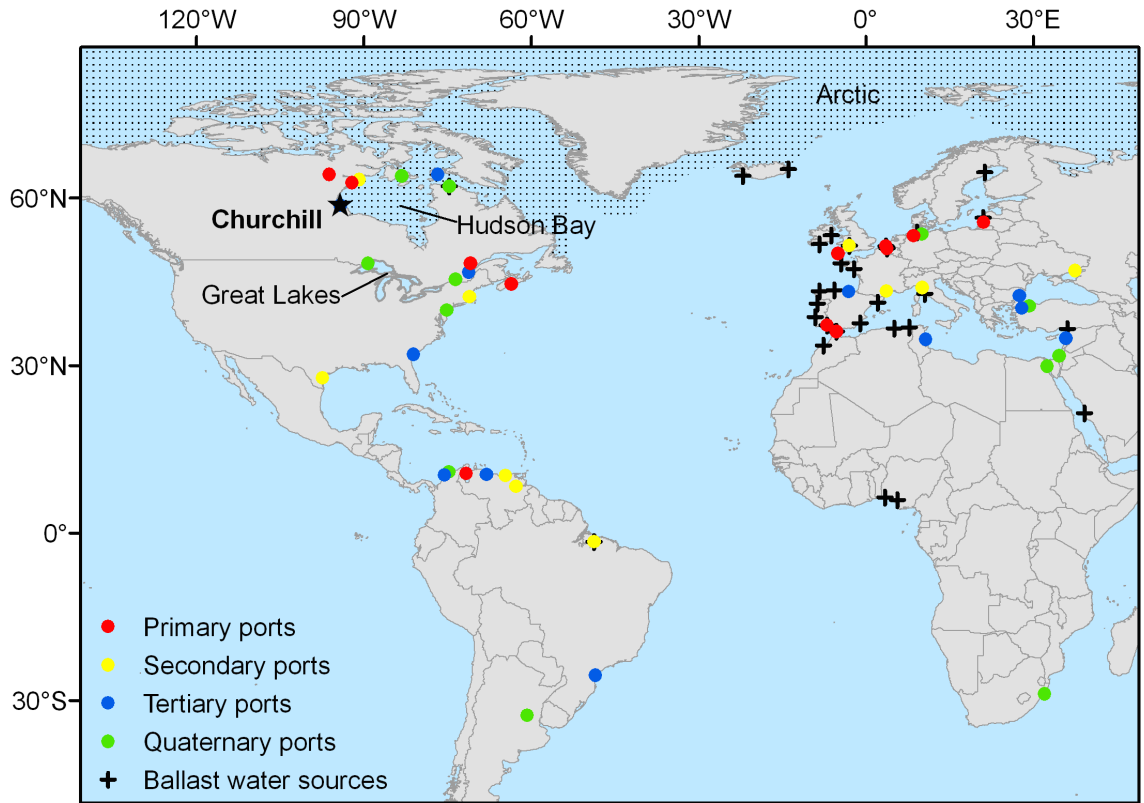 120°W 90°W 60°W 30°W 0° 30°E
Arctic
60°N
Churchill
Hudson Bay
Great Lakes
30°N
0°
30°S
Primary ports
Secondary ports
Tertiary ports
Quaternary ports
Ballast water sources